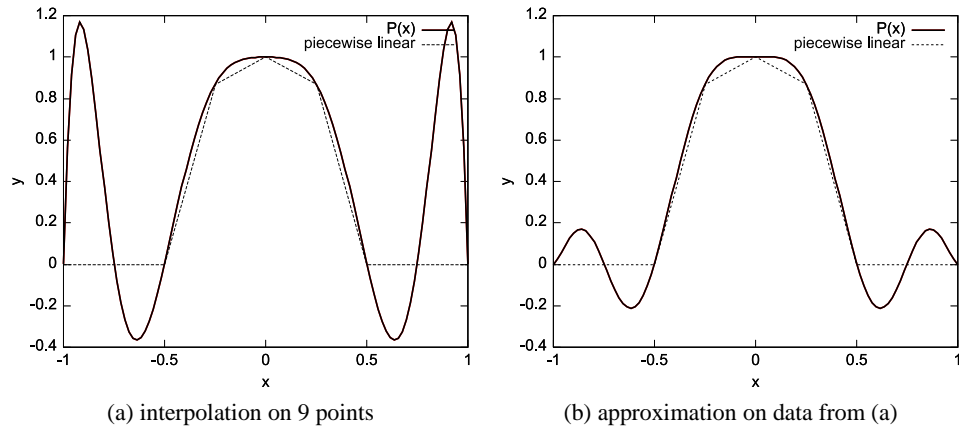 1.2
1
0.8
0.6
0.4
0.2
0
-0.2
-0.4
y
-1
-0.5
0
0.5
1
x
P(x)
piecewise linear
(a) interpolation on 9 points
1.2
1
0.8
0.6
0.4
0.2
0
-0.2
-0.4
y
-1
-0.5
0
0.5
1
x
P(x)
piecewise linear
(b) approximation on data from (a)